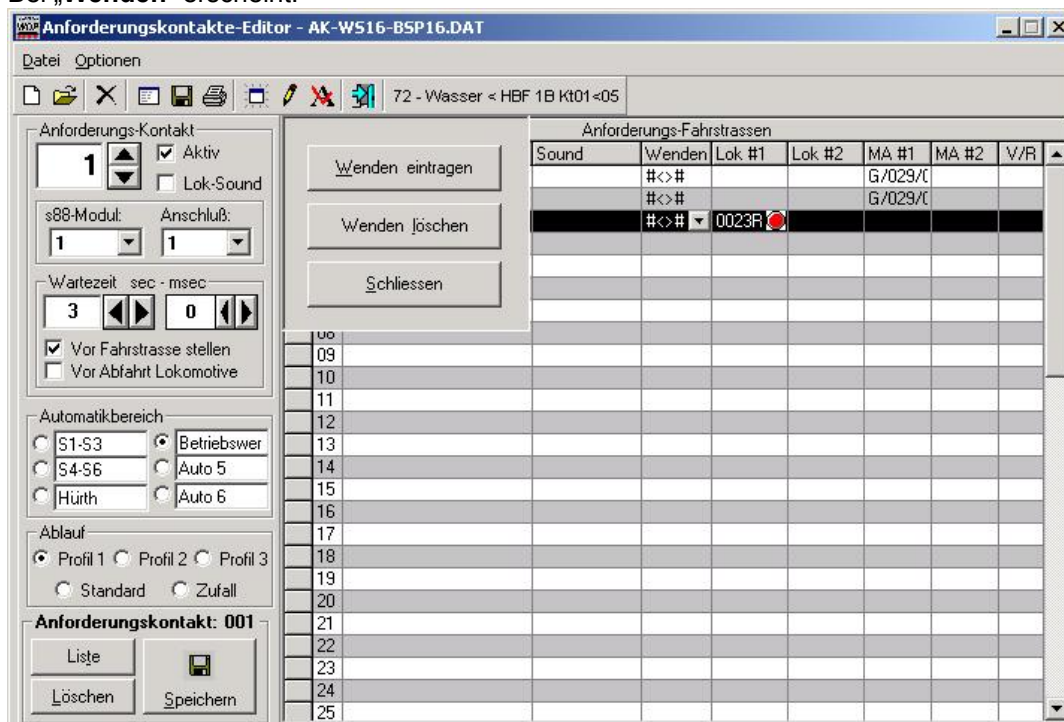 Bei „Wenden" erscheint:
Anforderungskontakte-Editor - AK-WS16-BSP16.DAT
Datei Optionen
72 - Wasser < HBF 1B Kt01<05
Anforderungs-Kontakt
1
Aktiv
Lok-Sound
s88-Modul: Anschluß:
1 1
Wartezeit sec - msec
3 0
Vor Fahrstrasse stellen
Vor Abfahrt Lokomotive
Automatikbereich
S1-S3 Betriebswer
S4-S6 Auto 5
Hürth Auto 6
Ablauf
Profil 1 Profil 2 Profil 3
Standard Zufall
Anforderungskontakt: 001
Liste
Löschen
Speichern
Wenden eintragen
Wenden löschen
Schliessen
Anforderungs-Fahrstrassen
Sound Wenden Lok #1 Lok #2 MA #1 MA #2 V/R
#<># G/029/(
#<># G/029/(
#<># 0023R
08
09
10
11
12
13
14
15
16
17
18
19
20
21
22
23
24
25